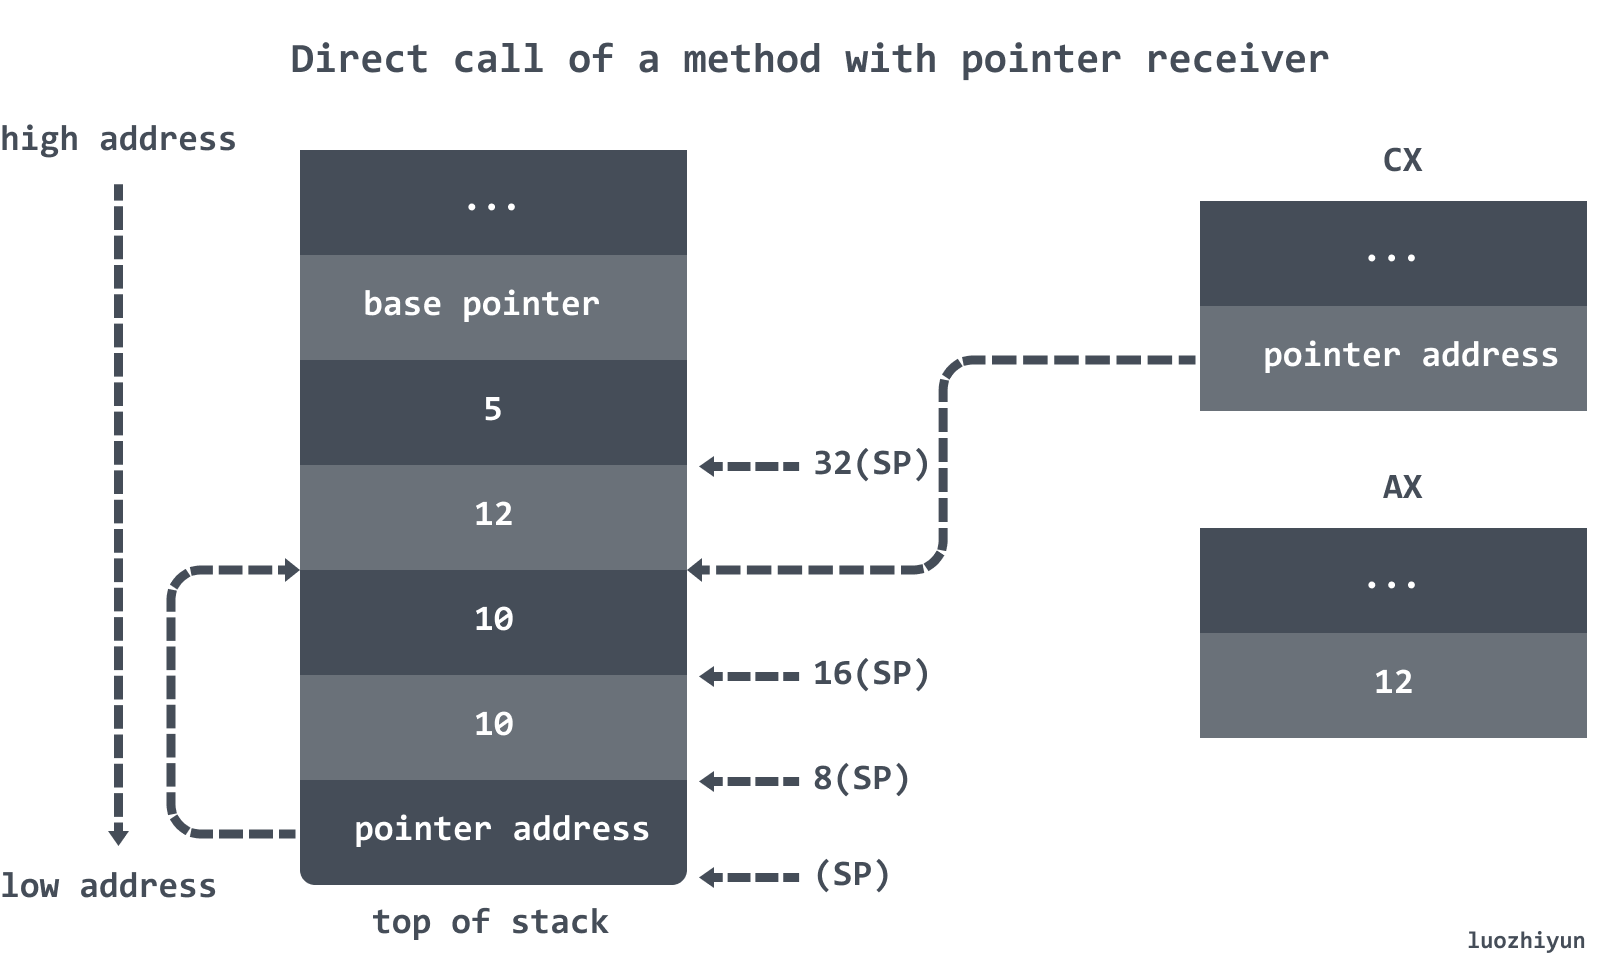 Direct call of a method with pointer receiver
high address
...
base pointer
5
32(SP)
12
10
16(SP)
10
8(SP)
pointer address
(SP)
low address
top of stack
CX
...
pointer address
AX
...
12
luozhiyun